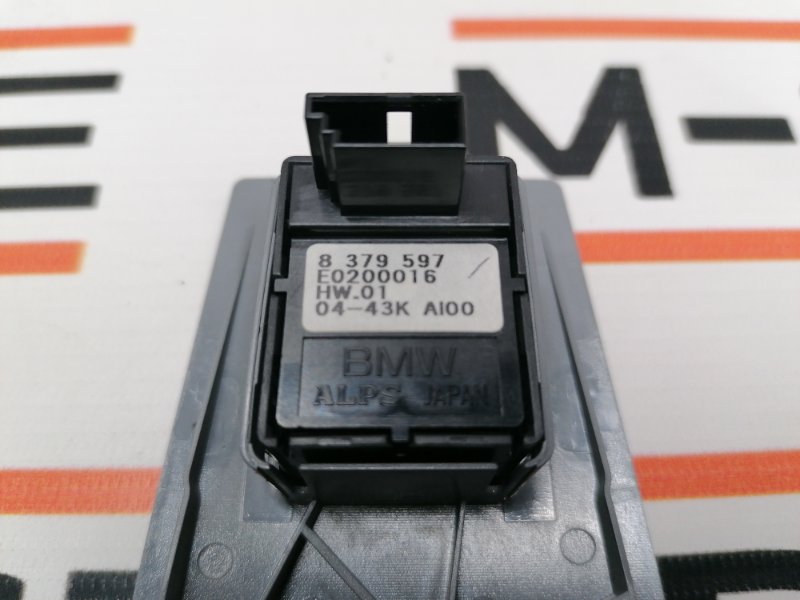 E
M-
8 379 597
E0200016
HW.01
04-43K AI00
BMW
ALPS JAPAN